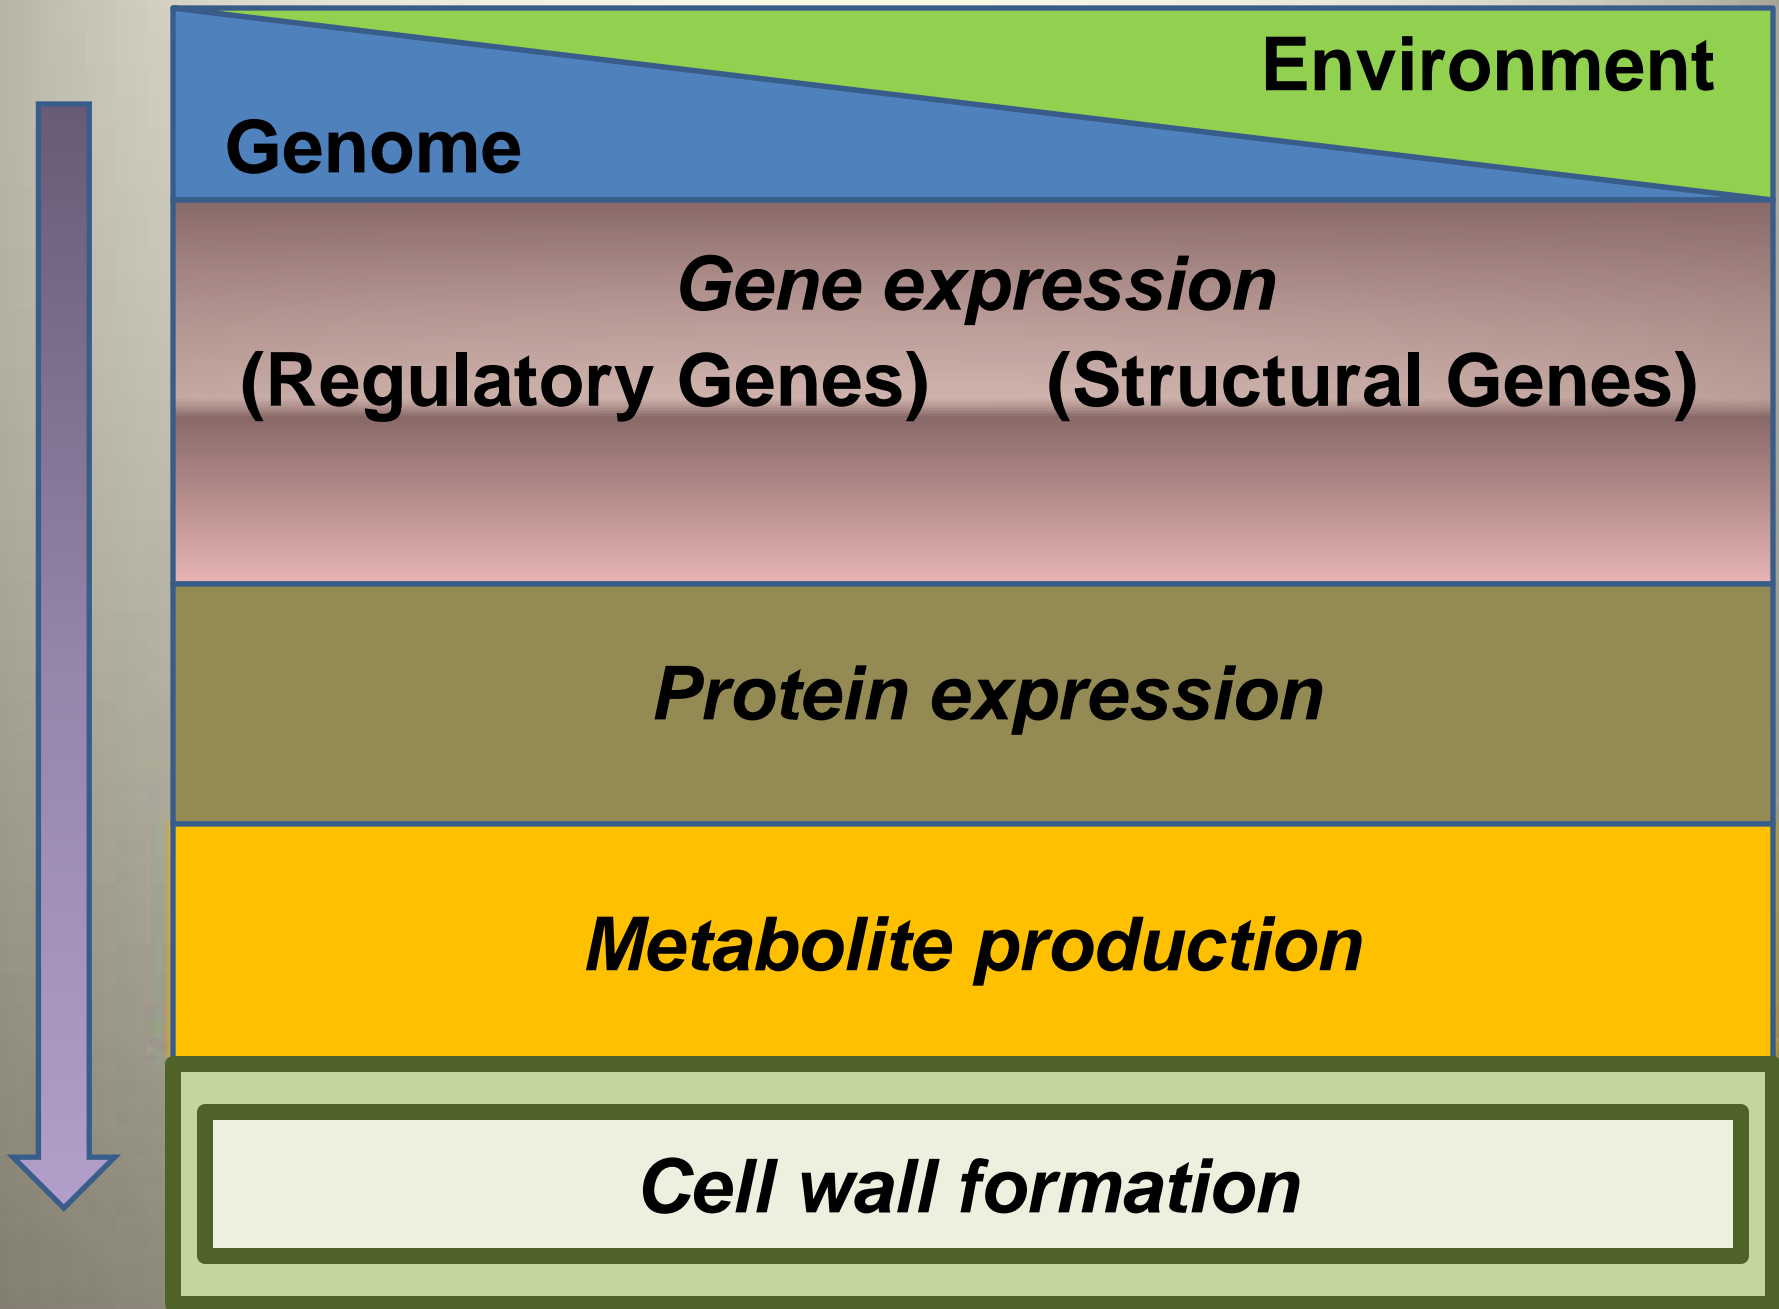 Environment
Genome
Gene expression
(Regulatory Genes) (Structural Genes)
Protein expression
Metabolite production
Cell wall formation